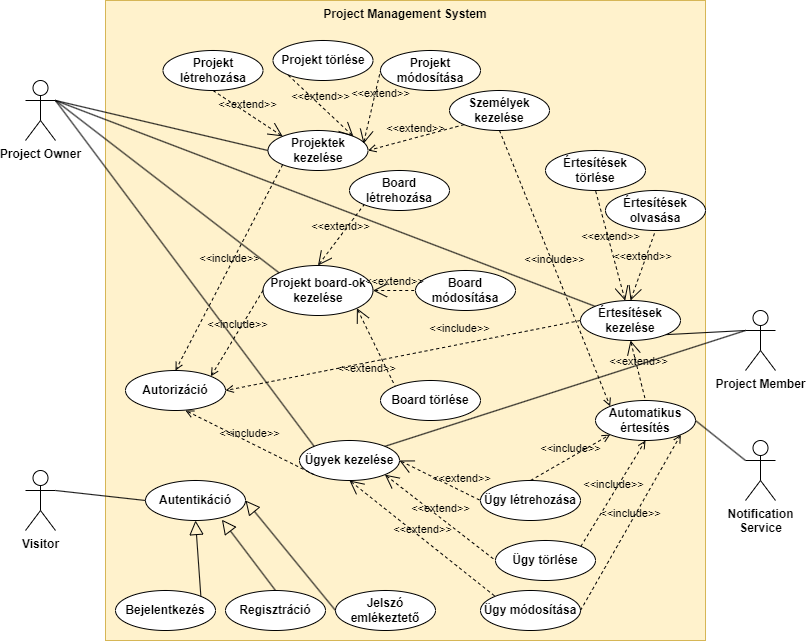 Project Management System
Projekt
létrehozása
Projekt törlése
Projekt
módosítása
<<extend>>
<<extend>>
<<extend>>
Személyek
kezelése
<<extend>>
Project Owner
Projektek
kezelése
Board
létrehozása
<<extend>>
Értesítések
törlése
Értesítések
olvasása
<<extend>>
<<extend>>
<<include>>
<<include>>
Projekt board-ok
kezelése
<<extend>>
Board
módosítása
<<include>>
<<include>>
Értesítések
kezelése
<<extend>>
<<extend>>
Project Member
Autorizáció
Board törlése
Automatikus
értesítés
<<include>>
Ügyek kezelése
<<include>>
<<extend>>
<<include>>
Ügy létrehozása
<<extend>>
<<include>>
<<extend>>
Autentikáció
Visitor
Notification
Service
Ügy törlése
Bejelentkezés
Regisztráció
Jelszó
emlékeztető
Ügy módosítása